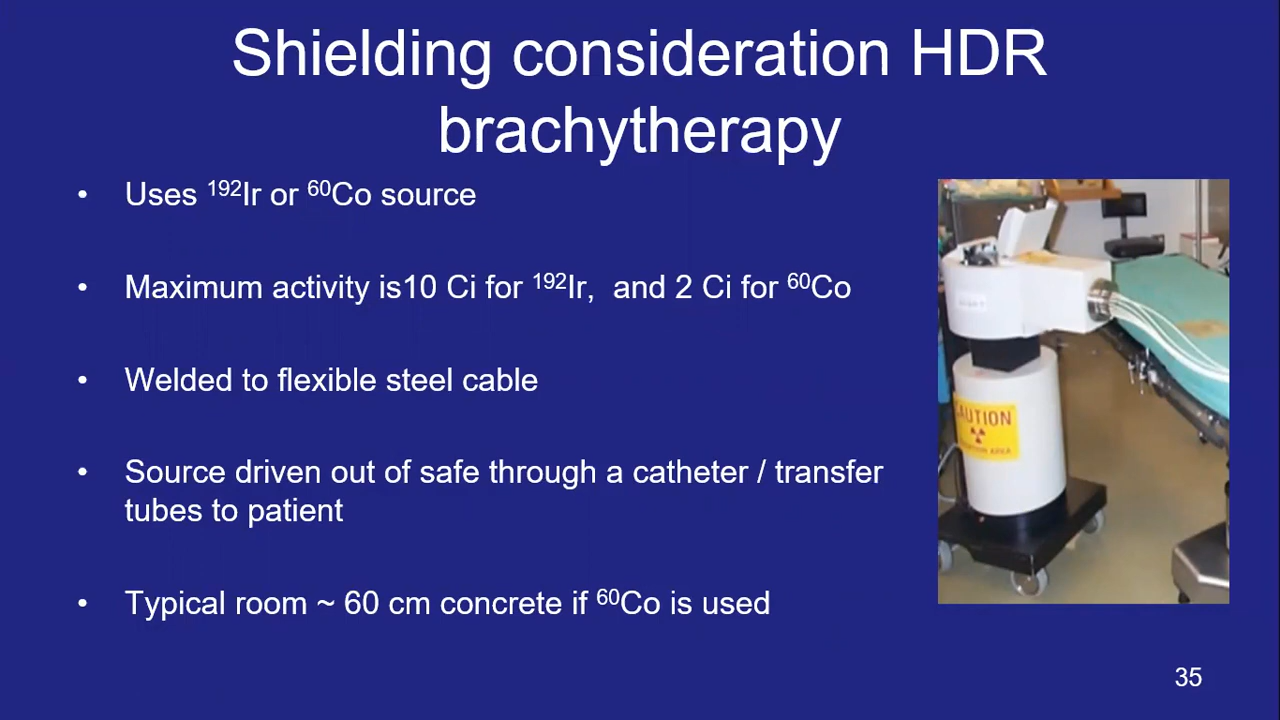 Shielding consideration HDR
brachytherapy
• Uses ¹⁹²Ir or ⁶⁰Co source
• Maximum activity is10 Ci for ¹⁹²Ir,  and 2 Ci for ⁶⁰Co
• Welded to flexible steel cable
• Source driven out of safe through a catheter / transfer
tubes to patient
• Typical room ~ 60 cm concrete if ⁶⁰Co is used
CAUTION
35